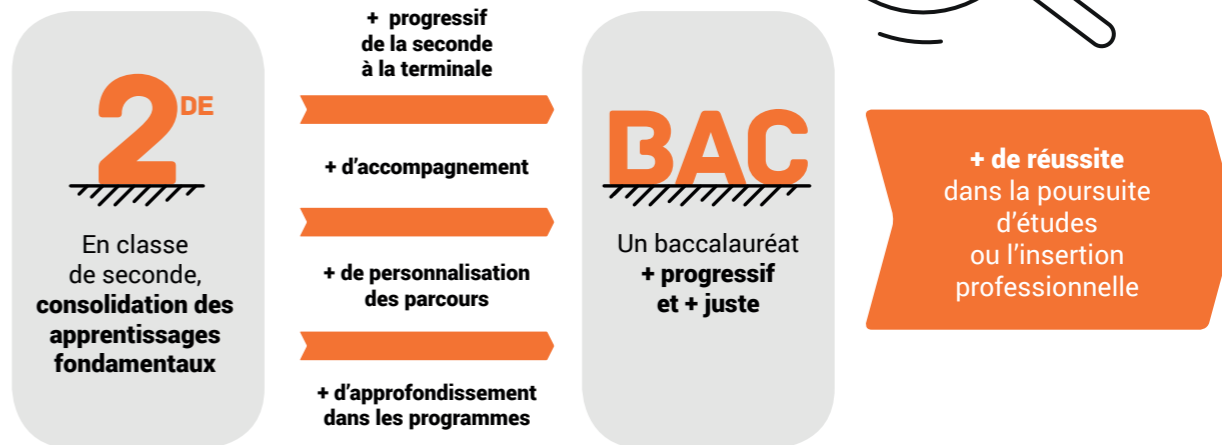 2DE
En classe
de seconde,
consolidation des
apprentissages
fondamentaux
+ progressif
de la seconde
à la terminale
+ d'accompagnement
+ de personnalisation
des parcours
+ d'approfondissement
dans les programmes
BAC
Un baccalauréat
+ progressif
et + juste
+ de réussite
dans la poursuite
d'études
ou l'insertion
professionnelle